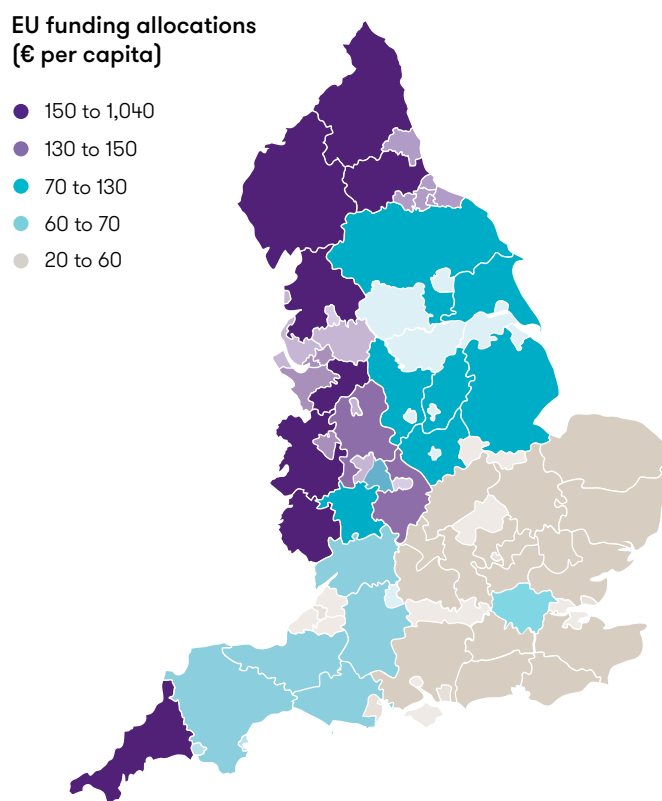 EU funding allocations
(€ per capita)
150 to 1,040
130 to 150
70 to 130
60 to 70
20 to 60